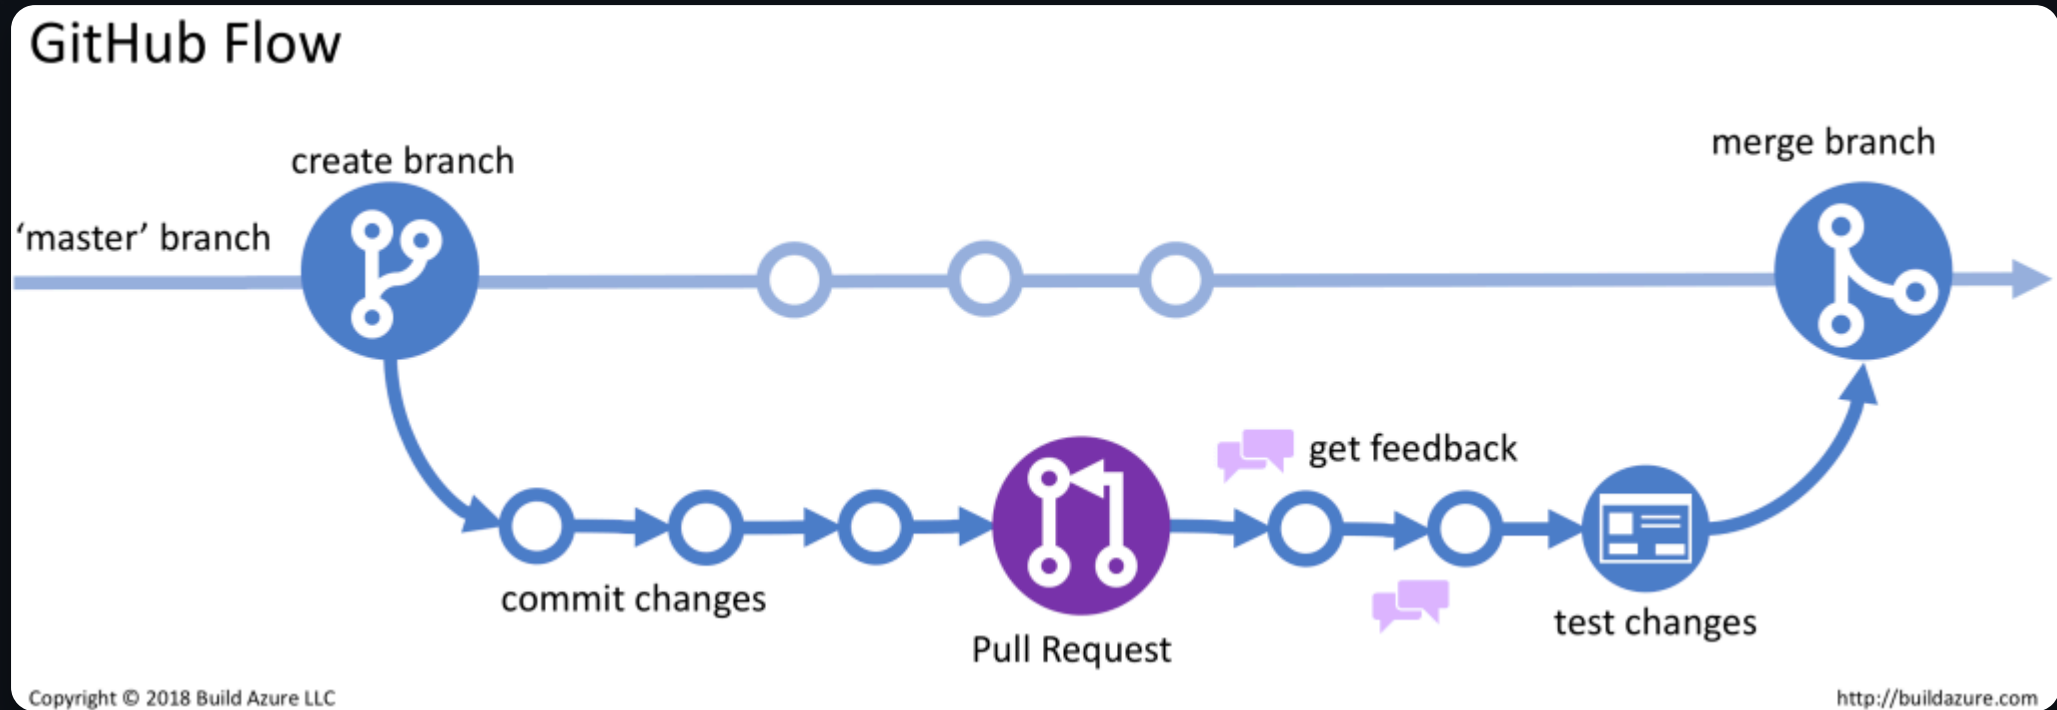 GitHub Flow
create branch
merge branch
‘master’ branch
get feedback
commit changes
test changes
Pull Request
Copyright © 2018 Build Azure LLC
http://buildazure.com